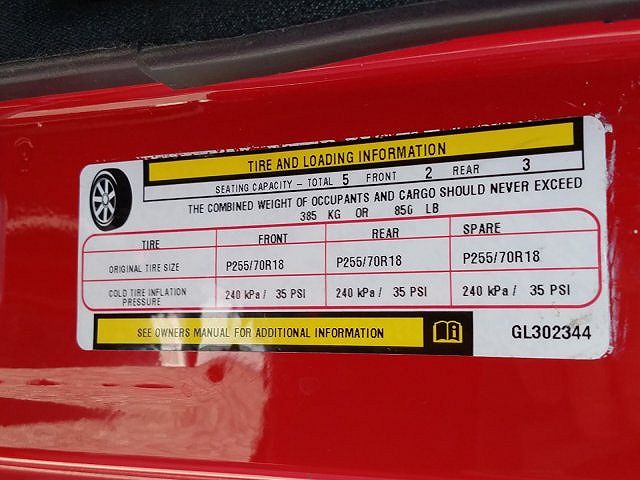 TIRE AND LOADING INFORMATION
SEATING CAPACITY – TOTAL 5 FRONT 2 REAR 3
THE COMBINED WEIGHT OF OCCUPANTS AND CARGO SHOULD NEVER EXCEED
385 KG OR 850 LB
TIRE FRONT REAR SPARE
ORIGINAL TIRE SIZE P255/70R18 P255/70R18 P255/70R18
COLD TIRE INFLATION
PRESSURE 240 kPa / 35 PSI 240 kPa / 35 PSI 240 kPa / 35 PSI
SEE OWNERS MANUAL FOR ADDITIONAL INFORMATION
GL302344